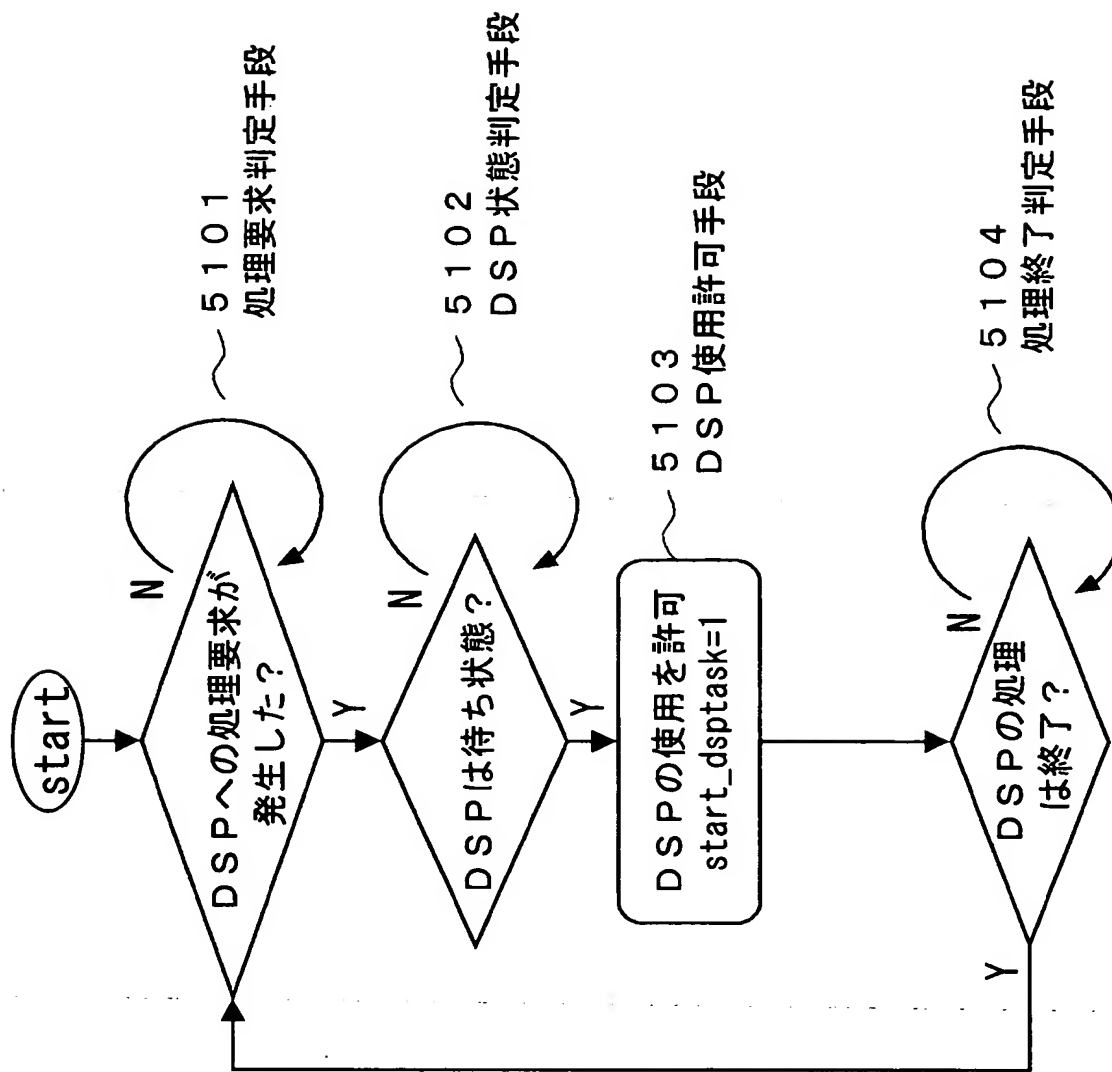 start
DSPへの処理要求が
発生した?
N
Y
5101
処理要求判定手段
DSPは待ち状態?
N
Y
5102
DSP状態判定手段
DSPの使用を許可
start_dsptask=1
5103
DSP使用許可手段
DSPの処理
は終了?
N
Y
5104
処理終了判定手段